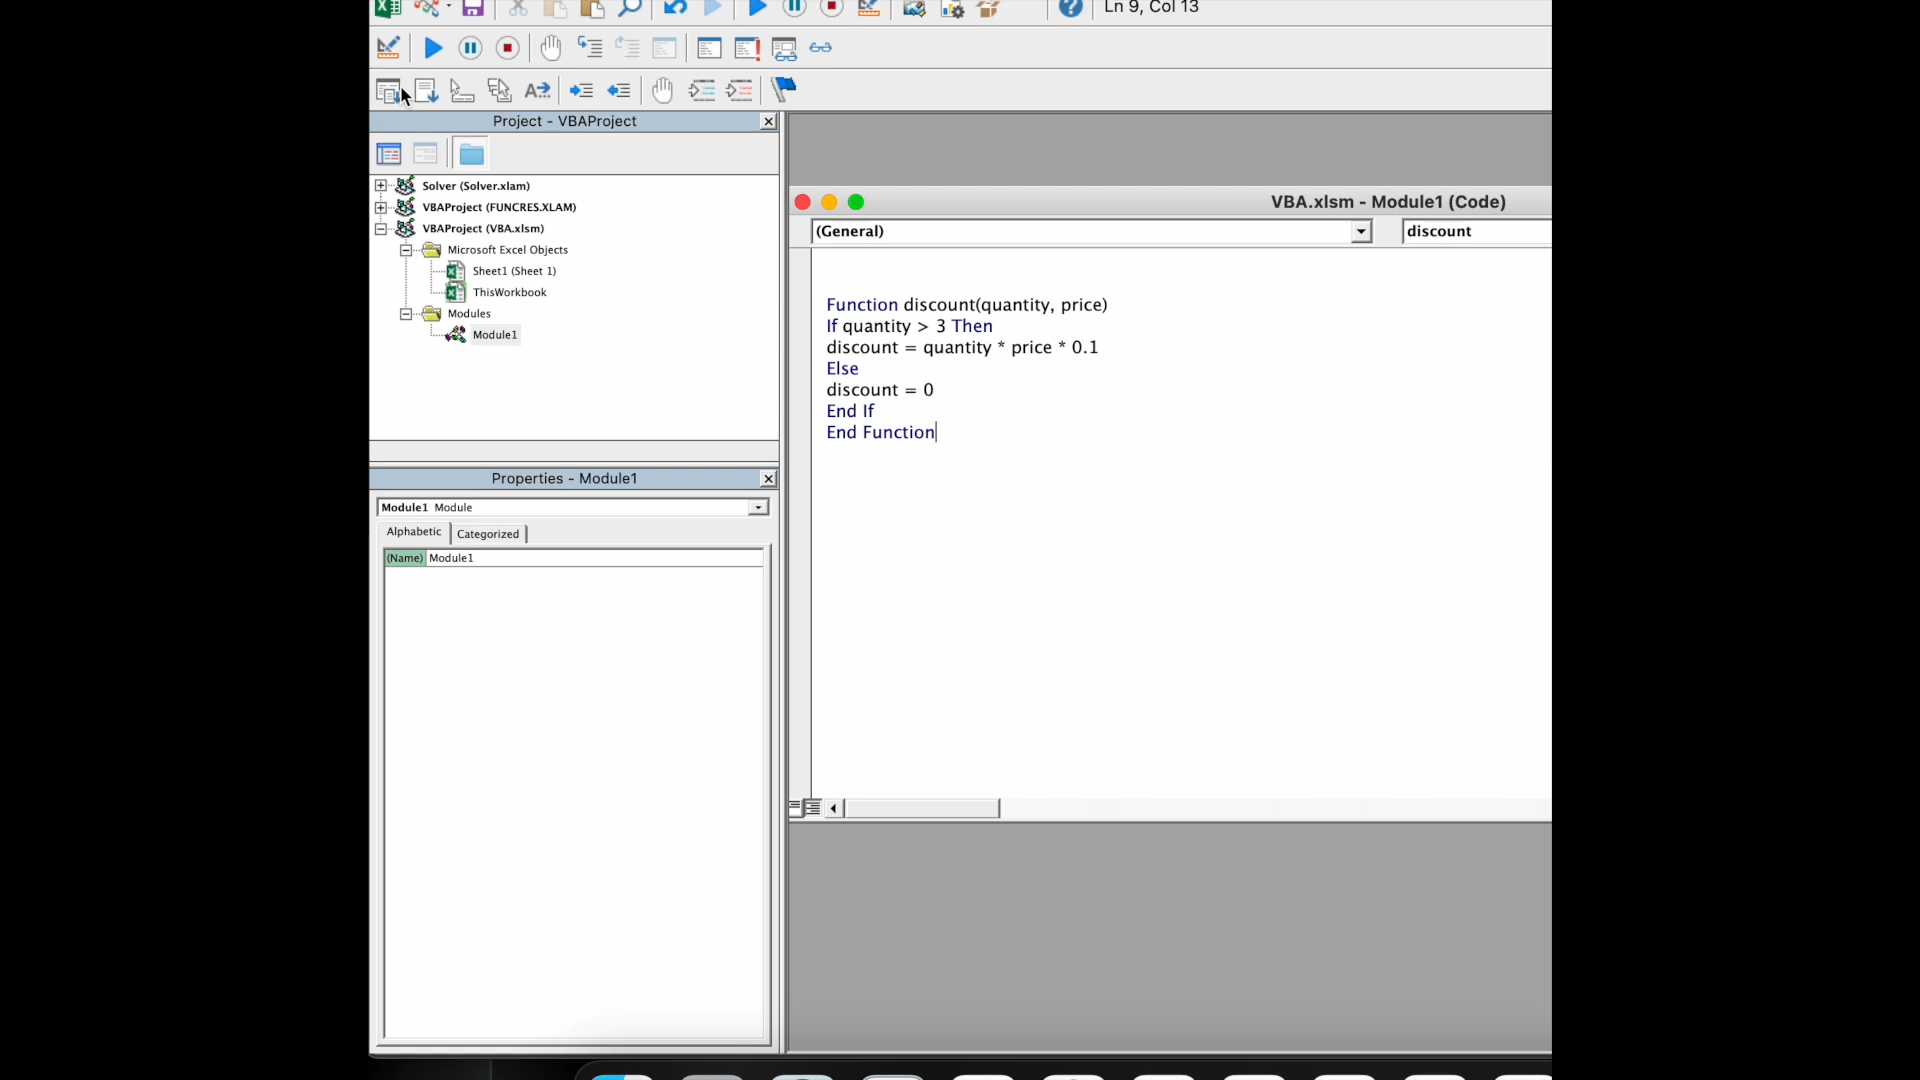 Ln 9, Col 13
Project - VBAProject
Solver (Solver.xlam)
VBAProject (FUNCRES.XLAM)
VBAProject (VBA.xlsm)
Microsoft Excel Objects
Sheet1 (Sheet 1)
ThisWorkbook
Modules
Module1
Properties - Module1
Module1 Module
Alphabetic
Categorized
(Name) Module1
VBA.xlsm - Module1 (Code)
(General)
discount
Function discount(quantity, price)
If quantity > 3 Then
discount = quantity * price * 0.1
Else
discount = 0
End If
End Function